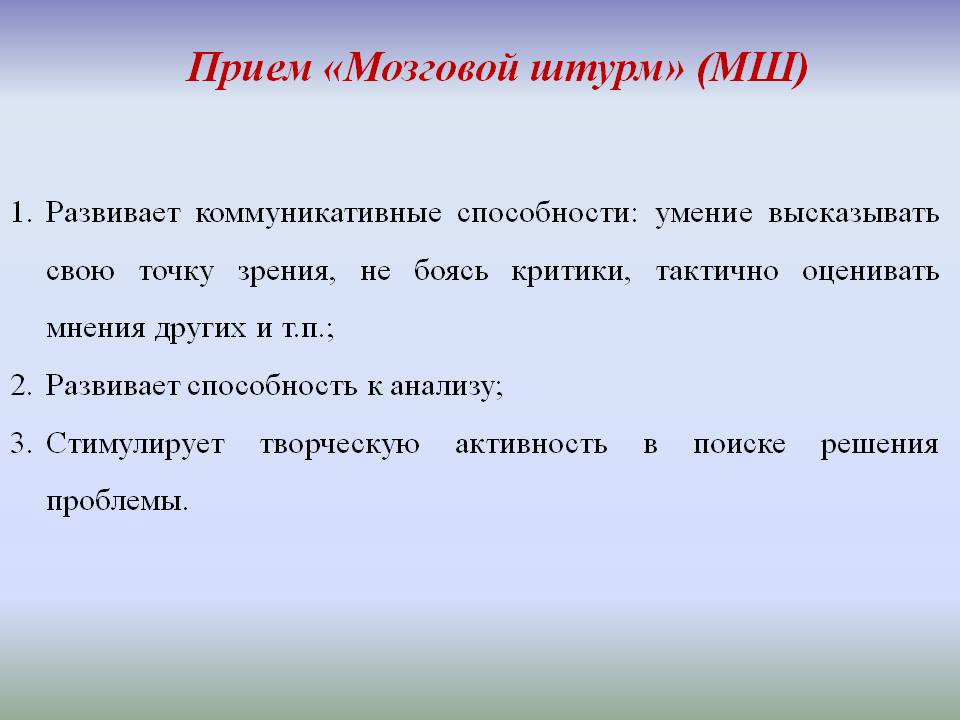 Прием «Мозговой штурм» (МШ)
1. Развивает коммуникативные способности: умение высказывать
свою точку зрения, не боясь критики, тактично оценивать
мнения других и т.п.;
2. Развивает способность к анализу;
3. Стимулирует творческую активность в поиске решения
проблемы.